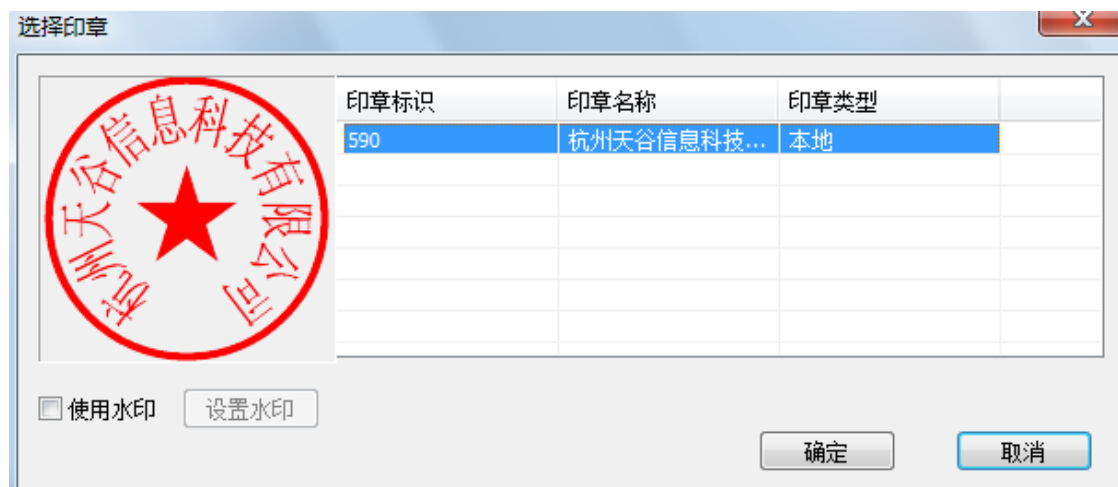 选择印章
X
杭州天谷信息科技有限公司
印章标识 印章名称 印章类型
590 杭州天谷信息科技... 本地
使用水印 设置水印
确定 取消